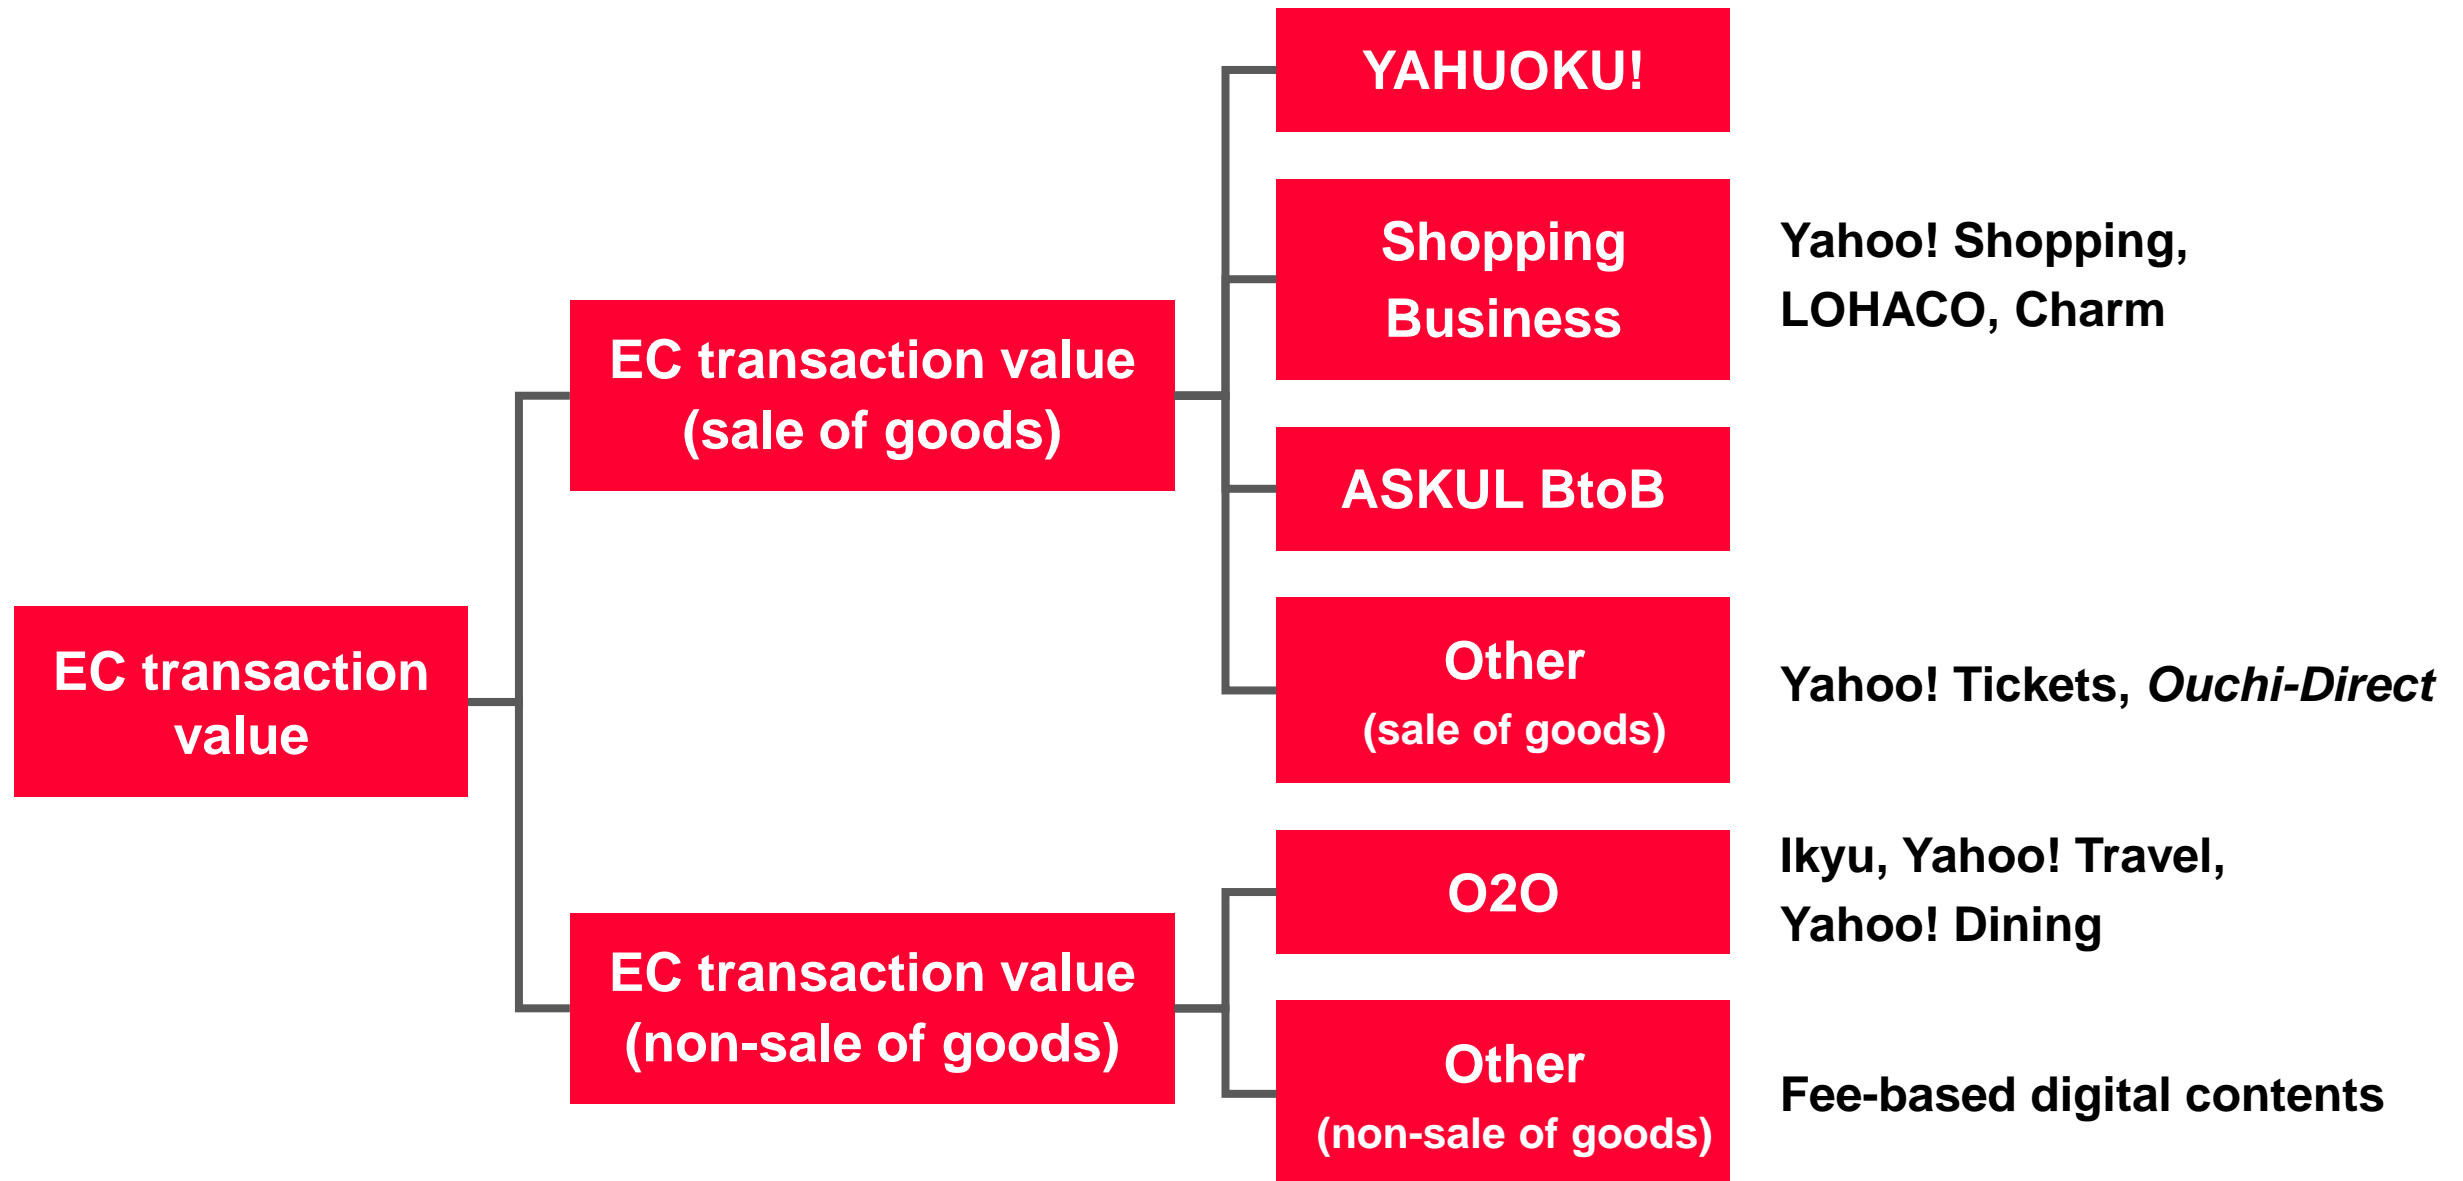 YAHUOKU!
Shopping
Business
Yahoo! Shopping,
LOHACO, Charm
EC transaction value
(sale of goods)
ASKUL BtoB
Other
(sale of goods)
Yahoo! Tickets, Ouchi-Direct
EC transaction
value
O2O
Ikyu, Yahoo! Travel,
Yahoo! Dining
EC transaction value
(non-sale of goods)
Other
(non-sale of goods)
Fee-based digital contents